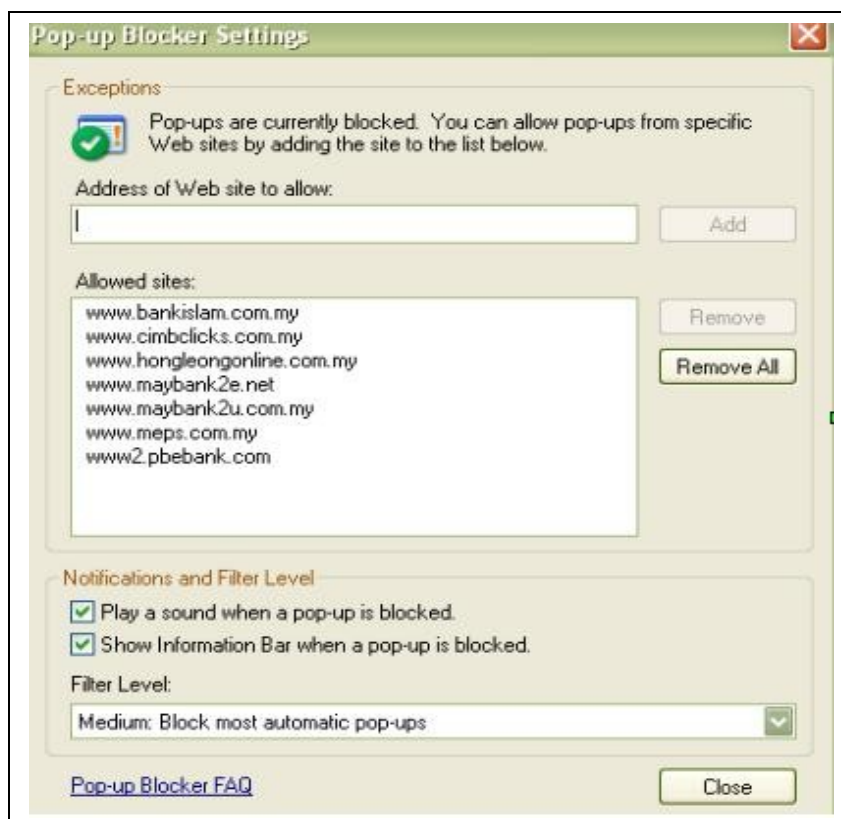 Pop-up Blocker Settings
Exceptions
Pop-ups are currently blocked. You can allow pop-ups from specific
Web sites by adding the site to the list below.
Address of Web site to allow:
Add
Allowed sites:
www.bankislam.com.my
www.cimbclicks.com.my
www.hongleongonline.com.my
www.maybank2e.net
www.maybank2u.com.my
www.meps.com.my
www2.pbebank.com
Remove
Remove All
Notifications and Filter Level
Play a sound when a pop-up is blocked.
Show Information Bar when a pop-up is blocked.
Filter Level:
Medium: Block most automatic pop-ups
Pop-up Blocker FAQ
Close